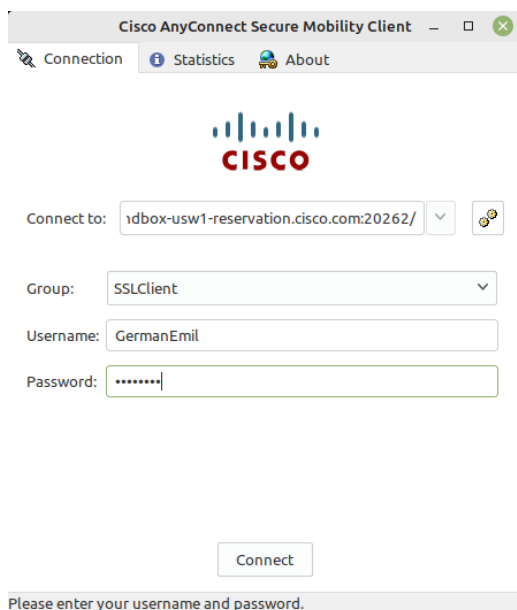 Cisco AnyConnect Secure Mobility Client
Connection Statistics About
CISCO
Connect to: dbox-usw1-reservation.cisco.com:20262/
Group: SSLClient
Username: GermanEmil
Password: ••••••••
Connect
Please enter your username and password.